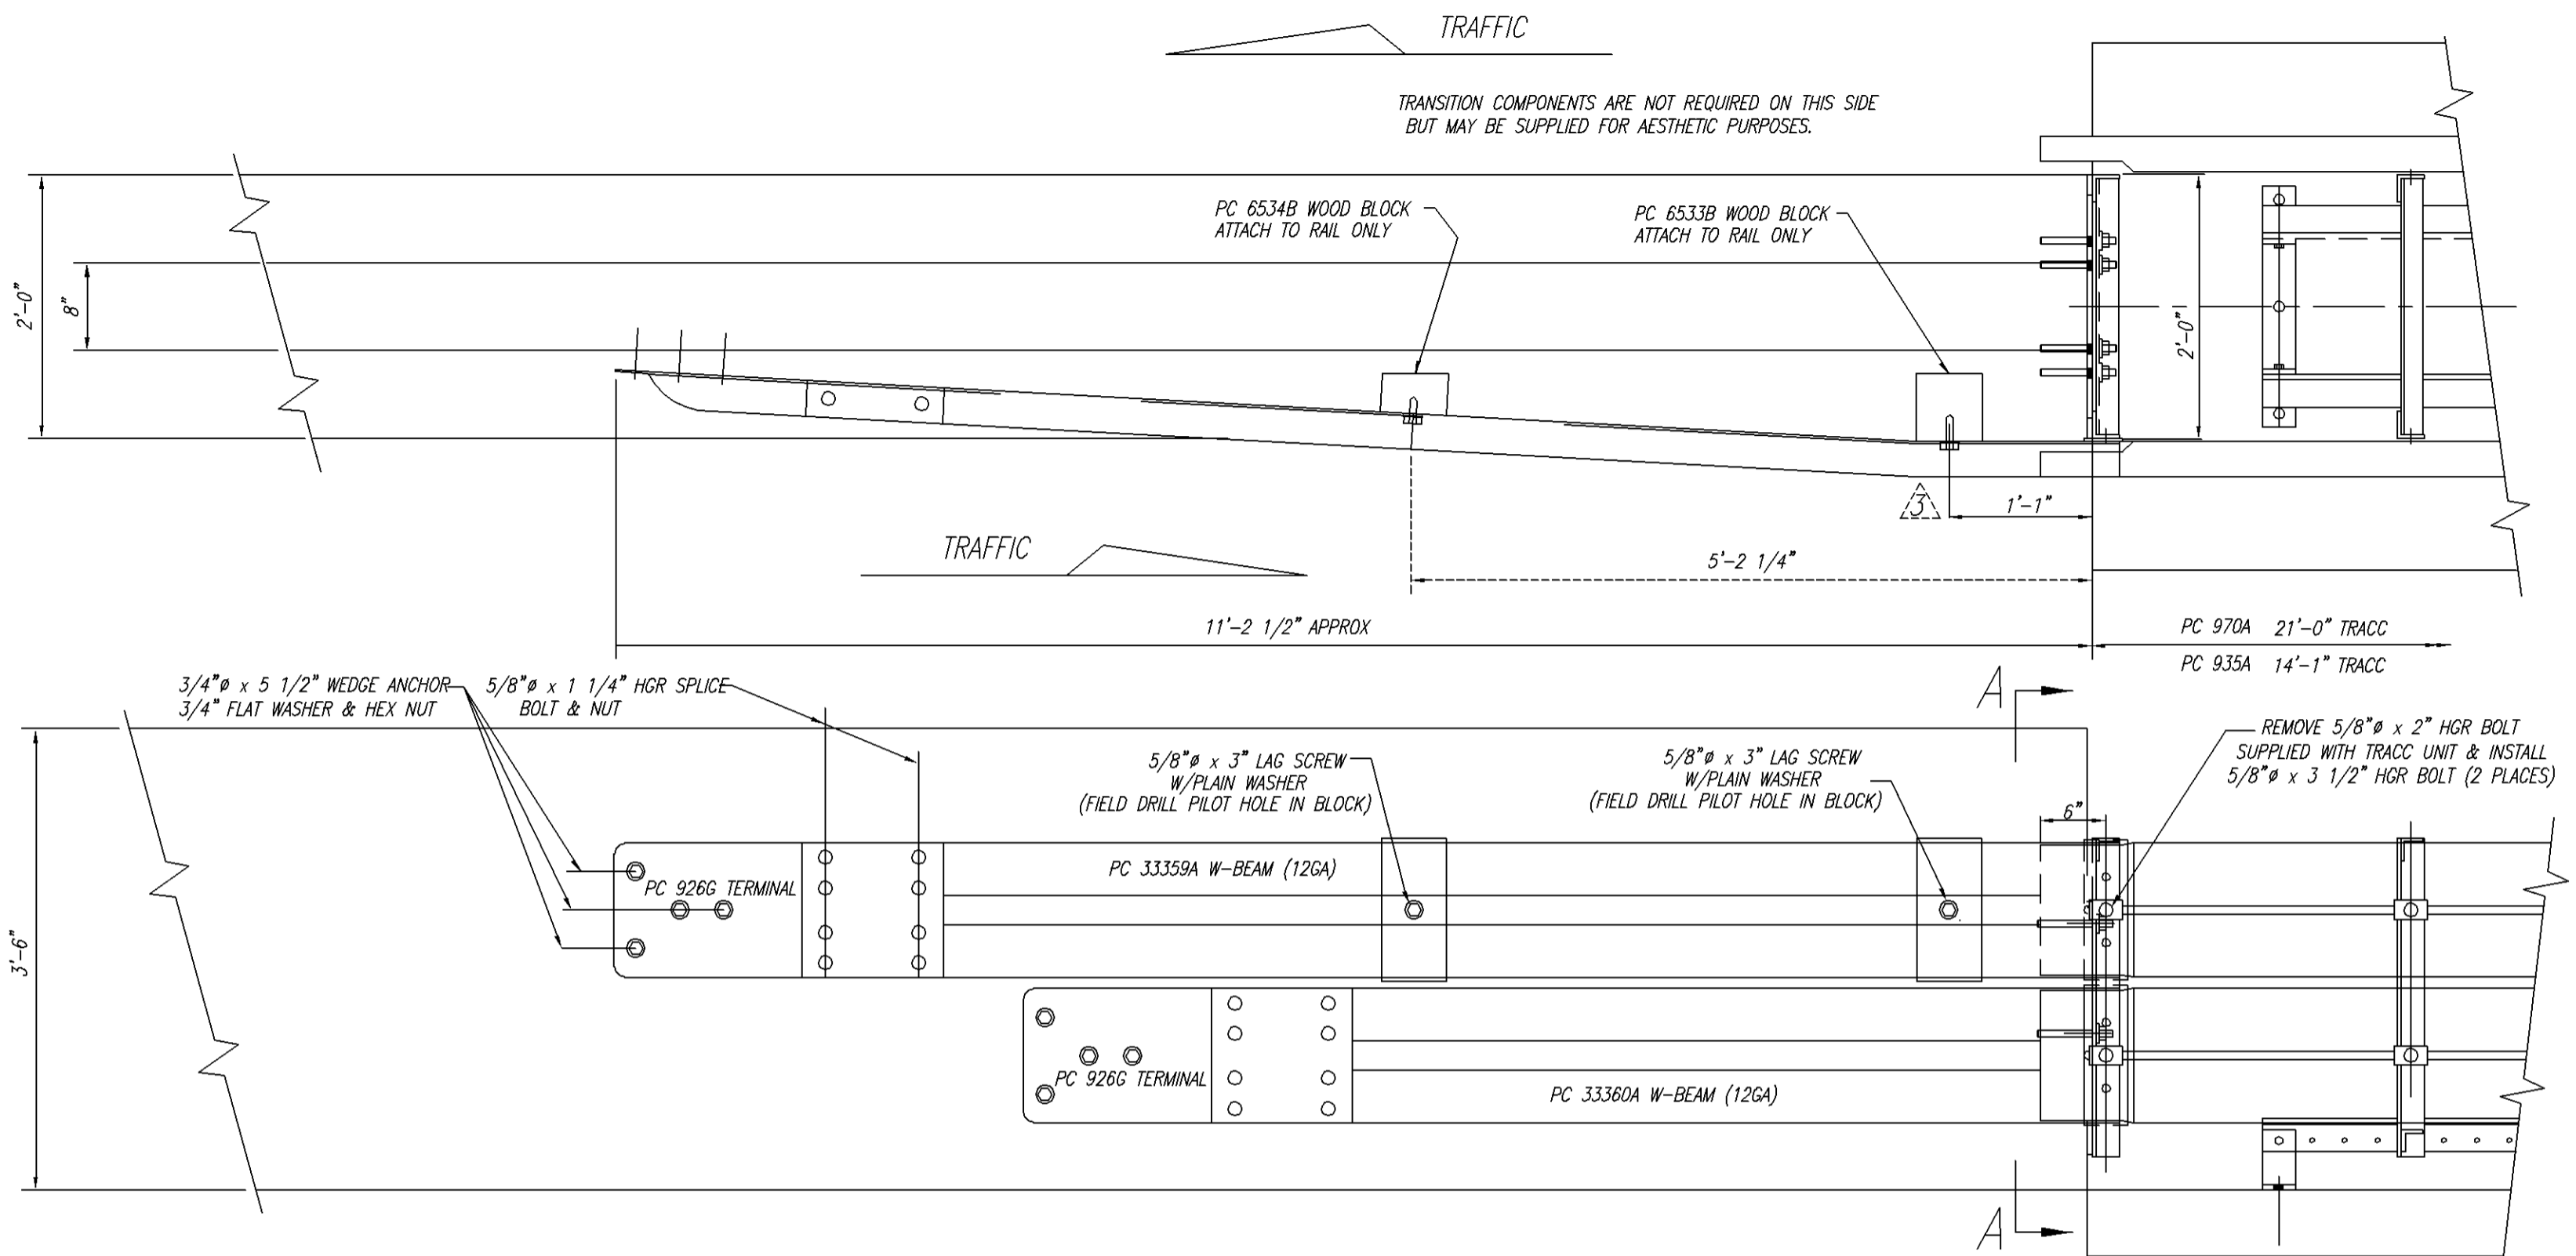 TRAFFIC
TRANSITION COMPONENTS ARE NOT REQUIRED ON THIS SIDE
BUT MAY BE SUPPLIED FOR AESTHETIC PURPOSES.
PC 6534B WOOD BLOCK
ATTACH TO RAIL ONLY
PC 6533B WOOD BLOCK
ATTACH TO RAIL ONLY
2'-0"
8"
2'-0"
3
1'-1"
TRAFFIC
5'-2 1/4"
11'-2 1/2" APPROX
PC 970A 21'-0" TRACC
PC 935A 14'-1" TRACC
3/4"ø x 5 1/2" WEDGE ANCHOR
3/4" FLAT WASHER & HEX NUT
5/8"ø x 1 1/4" HGR SPLICE
BOLT & NUT
A
REMOVE 5/8"ø x 2" HGR BOLT
SUPPLIED WITH TRACC UNIT & INSTALL
5/8"ø x 3 1/2" HGR BOLT (2 PLACES)
5/8"ø x 3" LAG SCREW
W/PLAIN WASHER
(FIELD DRILL PILOT HOLE IN BLOCK)
5/8"ø x 3" LAG SCREW
W/PLAIN WASHER
(FIELD DRILL PILOT HOLE IN BLOCK)
6"
PC 33359A W-BEAM (12GA)
PC 926G TERMINAL
3'-6"
PC 926G TERMINAL
PC 33360A W-BEAM (12GA)
A